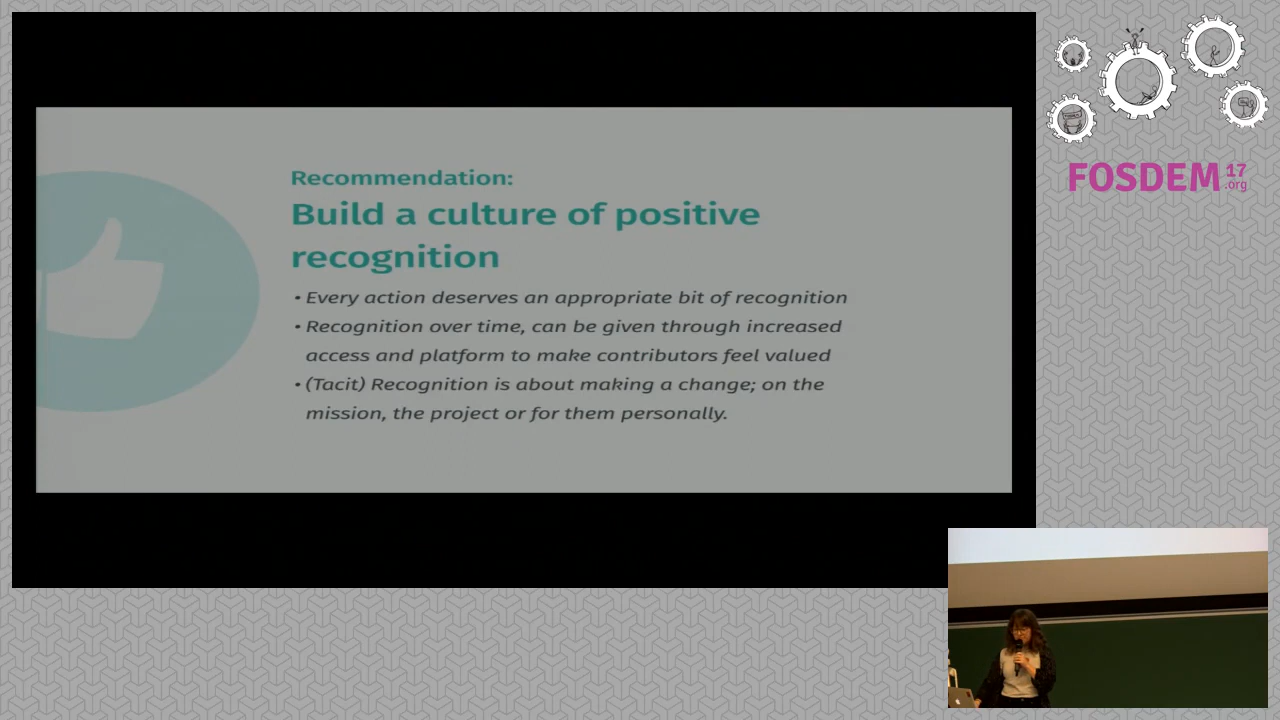 Recommendation:
Build a culture of positive
recognition
• Every action deserves an appropriate bit of recognition
• Recognition over time, can be given through increased
access and platform to make contributors feel valued
• (Tacit) Recognition is about making a change; on the
mission, the project or for them personally.
FOSDEM 17
.org